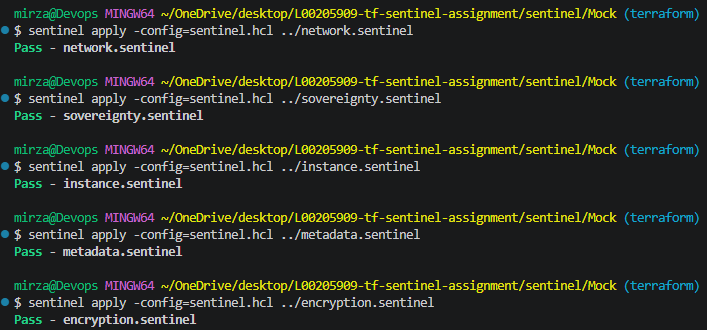 mirza@Devops MINGW64 ~/OneDrive/desktop/L00205909-tf-sentinel-assignment/sentinel/Mock (terraform)
$ sentinel apply -config=sentinel.hcl ../network.sentinel
Pass - network.sentinel
mirza@Devops MINGW64 ~/OneDrive/desktop/L00205909-tf-sentinel-assignment/sentinel/Mock (terraform)
$ sentinel apply -config=sentinel.hcl ../sovereignty.sentinel
Pass - sovereignty.sentinel
mirza@Devops MINGW64 ~/OneDrive/desktop/L00205909-tf-sentinel-assignment/sentinel/Mock (terraform)
$ sentinel apply -config=sentinel.hcl ../instance.sentinel
Pass - instance.sentinel
mirza@Devops MINGW64 ~/OneDrive/desktop/L00205909-tf-sentinel-assignment/sentinel/Mock (terraform)
$ sentinel apply -config=sentinel.hcl ../metadata.sentinel
Pass - metadata.sentinel
mirza@Devops MINGW64 ~/OneDrive/desktop/L00205909-tf-sentinel-assignment/sentinel/Mock (terraform)
$ sentinel apply -config=sentinel.hcl ../encryption.sentinel
Pass - encryption.sentinel